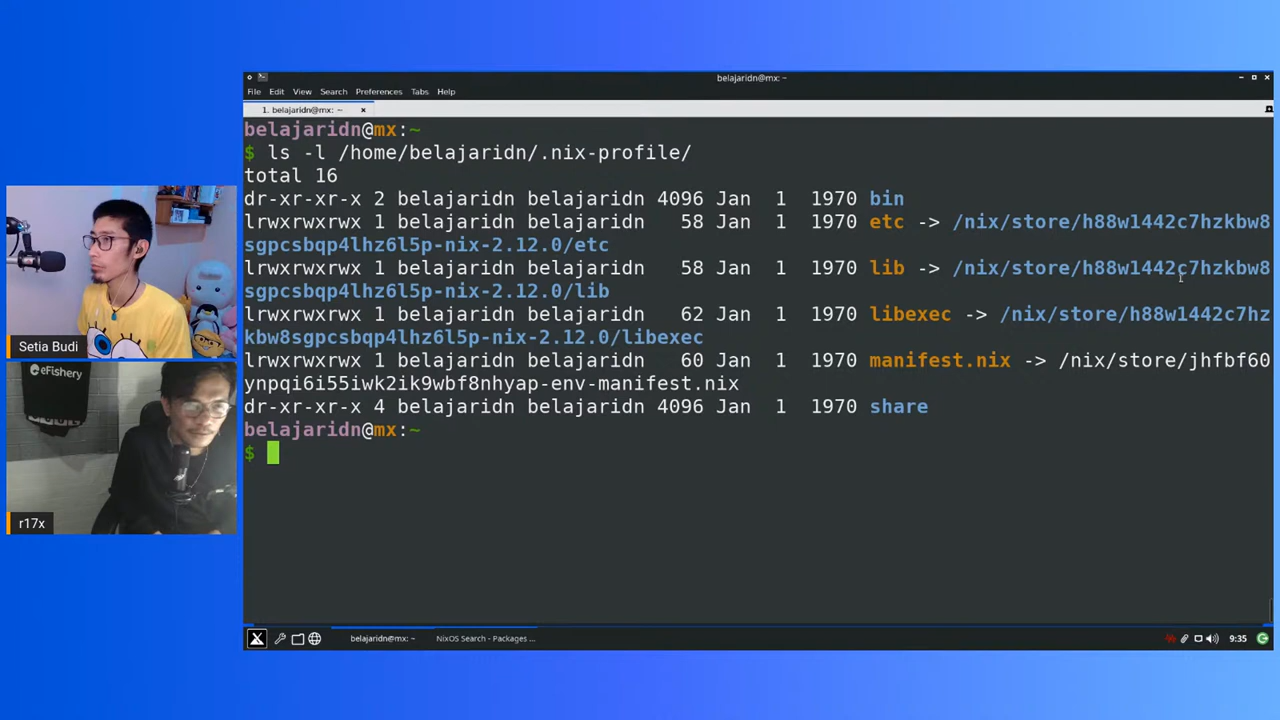 belajaridn@mx: ~
File Edit View Search Preferences Tabs Help
1. belajaridn@mx: ~ ×
belajaridn@mx:~
$ ls -l /home/belajaridn/.nix-profile/
total 16
dr-xr-xr-x 2 belajaridn belajaridn 4096 Jan 1 1970 bin
lrwxrwxrwx 1 belajaridn belajaridn 58 Jan 1 1970 etc -> /nix/store/h88w1442c7hzkbw8
sgpcsbqp4lhz6l5p-nix-2.12.0/etc
lrwxrwxrwx 1 belajaridn belajaridn 58 Jan 1 1970 lib -> /nix/store/h88w1442c7hzkbw8
sgpcsbqp4lhz6l5p-nix-2.12.0/lib
lrwxrwxrwx 1 belajaridn belajaridn 62 Jan 1 1970 libexec -> /nix/store/h88w1442c7hz
kbw8sgpcsbqp4lhz6l5p-nix-2.12.0/libexec
lrwxrwxrwx 1 belajaridn belajaridn 60 Jan 1 1970 manifest.nix -> /nix/store/jhfbf60
ynpqi6i55iwk2ik9wbf8nhyap-env-manifest.nix
dr-xr-xr-x 4 belajaridn belajaridn 4096 Jan 1 1970 share
belajaridn@mx:~
$
Setia Budi
eFishery
r17x
belajaridn@mx: ~
NixOS Search - Packages ...
9:35